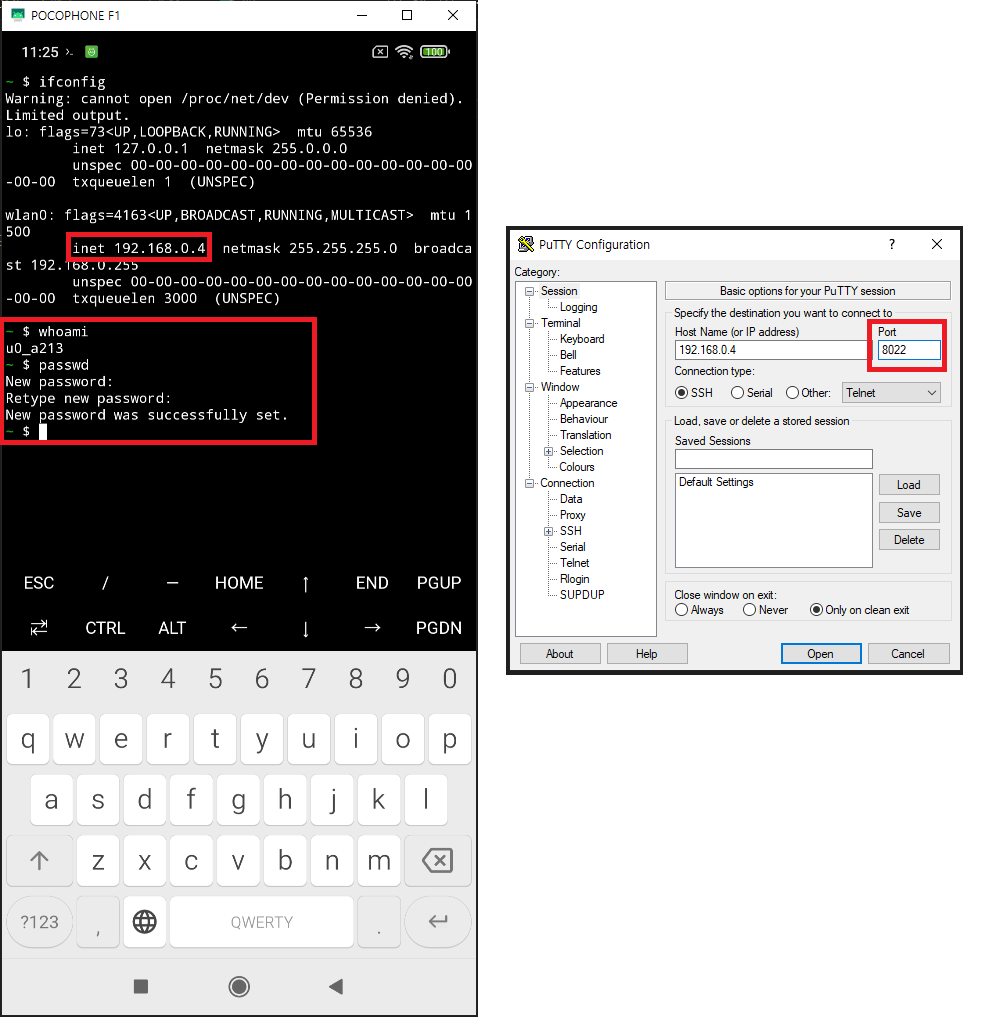 POCOPHONE F1
11:25
100
~ $ ifconfig
Warning: cannot open /proc/net/dev (Permission denied).
Limited output.
lo: flags=73<UP,LOOPBACK,RUNNING>  mtu 65536
        inet 127.0.0.1  netmask 255.0.0.0
        unspec 00-00-00-00-00-00-00-00-00-00-00-00-00-00
-00-00  txqueuelen 1  (UNSPEC)
wlan0: flags=4163<UP,BROADCAST,RUNNING,MULTICAST>  mtu 1
500
        inet 192.168.0.4  netmask 255.255.255.0  broadca
st 192.168.0.255
        unspec 00-00-00-00-00-00-00-00-00-00-00-00-00-00
-00-00  txqueuelen 3000  (UNSPEC)
~ $ whoami
u0_a213
~ $ passwd
New password:
Retype new password:
New password was successfully set.
~ $
ESC / — HOME ↑ END PGUP
⇄ CTRL ALT ← ↓ → PGDN
1 2 3 4 5 6 7 8 9 0
q w e r t y u i o p
a s d f g h j k l
z x c v b n m
?123 , QWERTY .
PuTTY Configuration ?
Category:
Session
Logging
Terminal
Keyboard
Bell
Features
Window
Appearance
Behaviour
Translation
Selection
Colours
Connection
Data
Proxy
SSH
Serial
Telnet
Rlogin
SUPDUP
Basic options for your PuTTY session
Specify the destination you want to connect to
Host Name (or IP address) Port
192.168.0.4 8022
Connection type:
SSH Serial Other: Telnet
Load, save or delete a stored session
Saved Sessions
Default Settings
Load
Save
Delete
Close window on exit:
Always Never Only on clean exit
About Help Open Cancel